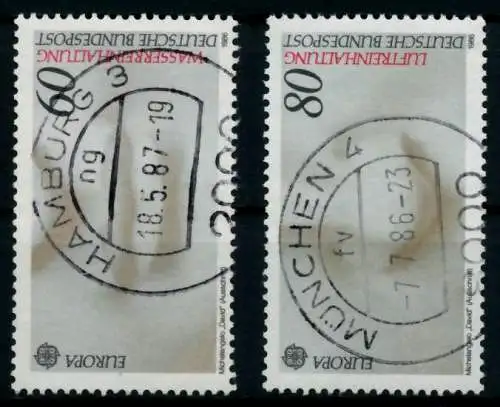 1986
DEUTSCHE BUNDESPOST
WASSERREINHALTUNG
60
HAMBURG 3
ng
18.5.87-19
2000
EUROPA
Michelangelo „David“ (Ausschnitt)
1986
DEUTSCHE BUNDESPOST
LUFTREINHALTUNG
80
MÜNCHEN 4
fv
-7.7.86-23
8000
EUROPA
Michelangelo „David“ (Ausschnitt)